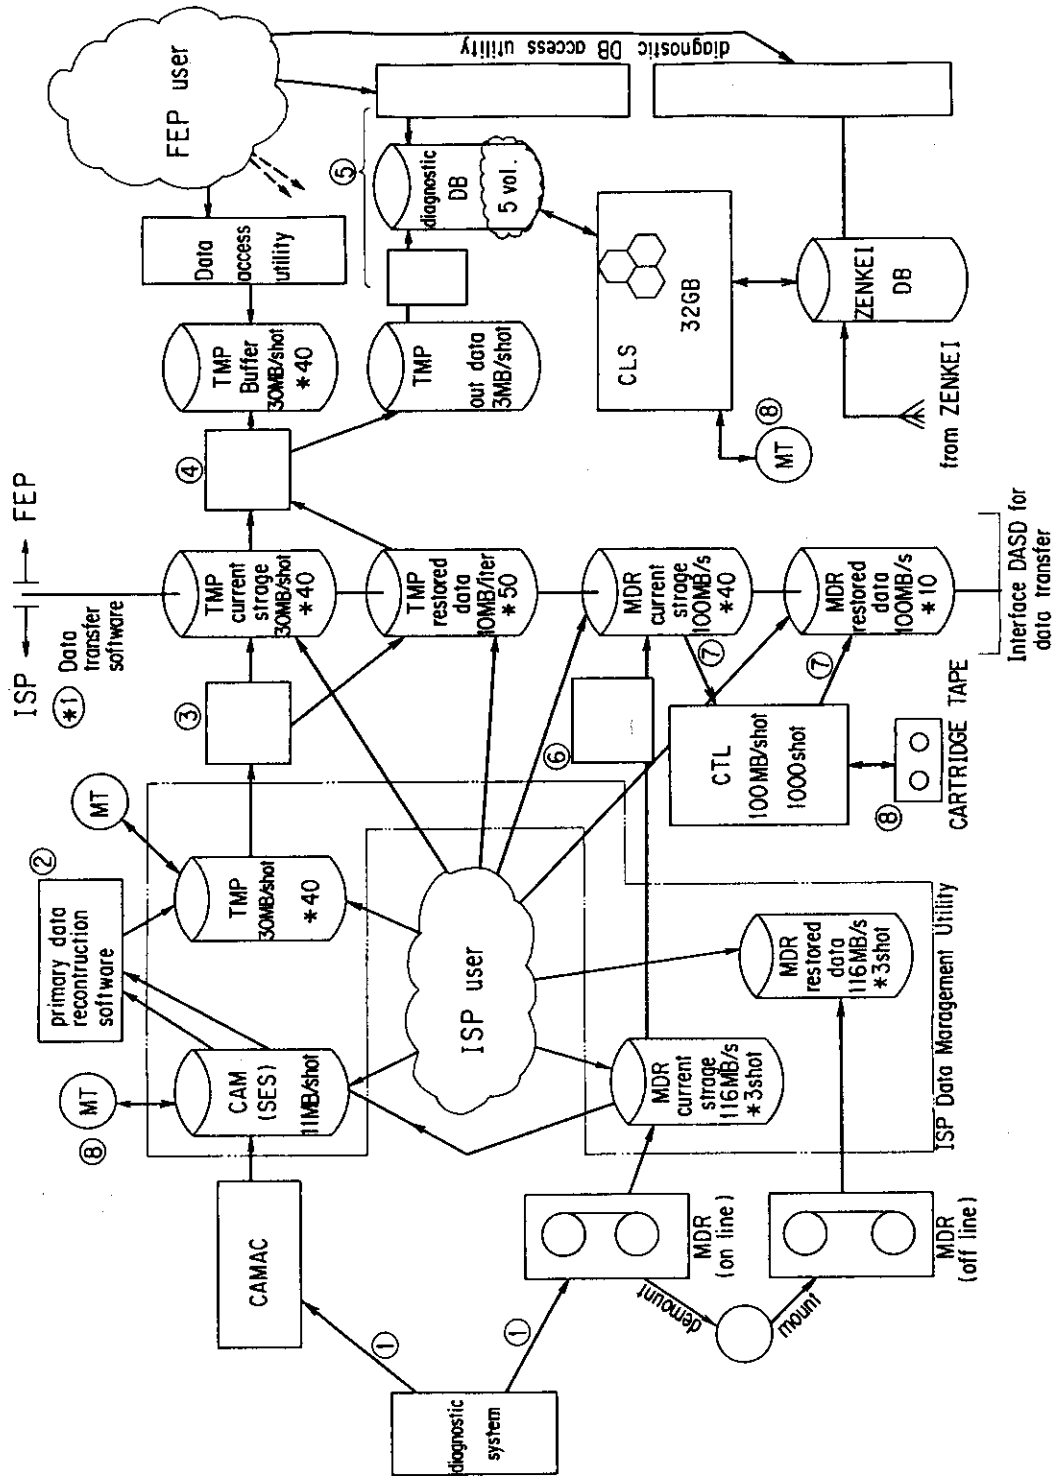 ISP
FEP
*1 Data
transfer
software
FEP user
Data
access
utility
diagnostic DB access utility
diagnostic
system
①
①
CAMAC
MDR
(on line)
demount
mount
MDR
(off line)
⑧
MT
CAM
(SES)
11MB/shot
②
primary data
recontruction
software
MT
TMP
30MB/shot
*40
ISP user
MDR
current
strage
116MB/s
*3shot
MDR
restored
data
116MB/s
*3shot
ISP Data Maragement Utility
③
TMP
current
strage
30MB/shot
*40
TMP
restored
data
10MB/iter
*50
⑥
MDR
current
strage
100MB/s
*40
⑦
MDR
restored
data
100MB/s
*10
⑦
CTL
100MB/shot
1000shot
⑧
CARTRIDGE TAPE
Interface DASD for
data transfer
④
TMP
Buffer
30MB/shot
*40
TMP
out data
3MB/shot
⑤
diagnostic
DB
5 vol.
CLS
32GB
⑧
MT
ZENKEI
DB
from ZENKEI